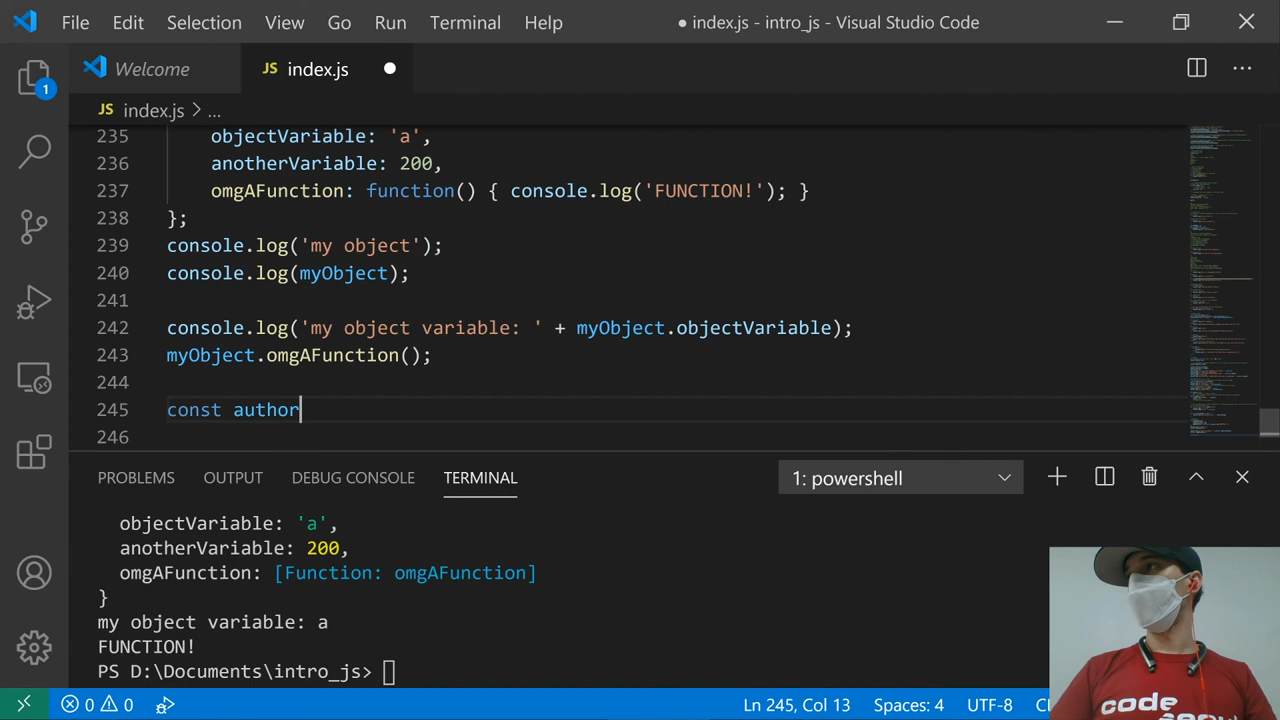 File Edit Selection View Go Run Terminal Help ● index.js - intro_js - Visual Studio Code
Welcome JS index.js
JS index.js > ...
235 objectVariable: 'a',
236 anotherVariable: 200,
237 omgAFunction: function() { console.log('FUNCTION!'); }
238 };
239 console.log('my object');
240 console.log(myObject);
241
242 console.log('my object variable: ' + myObject.objectVariable);
243 myObject.omgAFunction();
244
245 const author
246
1
PROBLEMS OUTPUT DEBUG CONSOLE TERMINAL 1: powershell
objectVariable: 'a',
anotherVariable: 200,
omgAFunction: [Function: omgAFunction]
}
my object variable: a
FUNCTION!
PS D:\Documents\intro_js>
code
0 0 Ln 245, Col 13 Spaces: 4 UTF-8